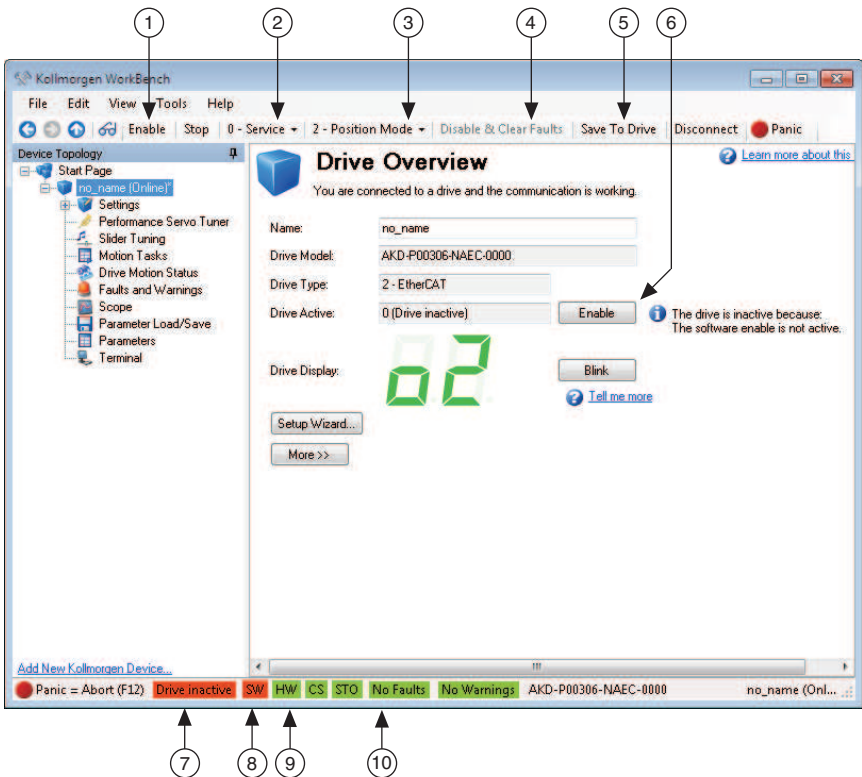 1 2 3 4 5 6
Kollmorgen WorkBench
File Edit View Tools Help
Enable Stop 0 - Service 2 - Position Mode Disable & Clear Faults Save To Drive Disconnect Panic
Device Topology
Start Page
no_name (Online)*
Settings
Performance Servo Tuner
Slider Tuning
Motion Tasks
Drive Motion Status
Faults and Warnings
Scope
Parameter Load/Save
Parameters
Terminal
Add New Kollmorgen Device...
Drive Overview
Learn more about this
You are connected to a drive and the communication is working.
Name: no_name
Drive Model: AKD-P00306-NAEC-0000
Drive Type: 2 - EtherCAT
Drive Active: 0 (Drive inactive) Enable The drive is inactive because:
The software enable is not active.
Drive Display: o2 Blink
Tell me more
Setup Wizard...
More >>
Panic = Abort (F12) Drive inactive SW HW CS STO No Faults No Warnings AKD-P00306-NAEC-0000 no_name (Onl...
7 8 9 10